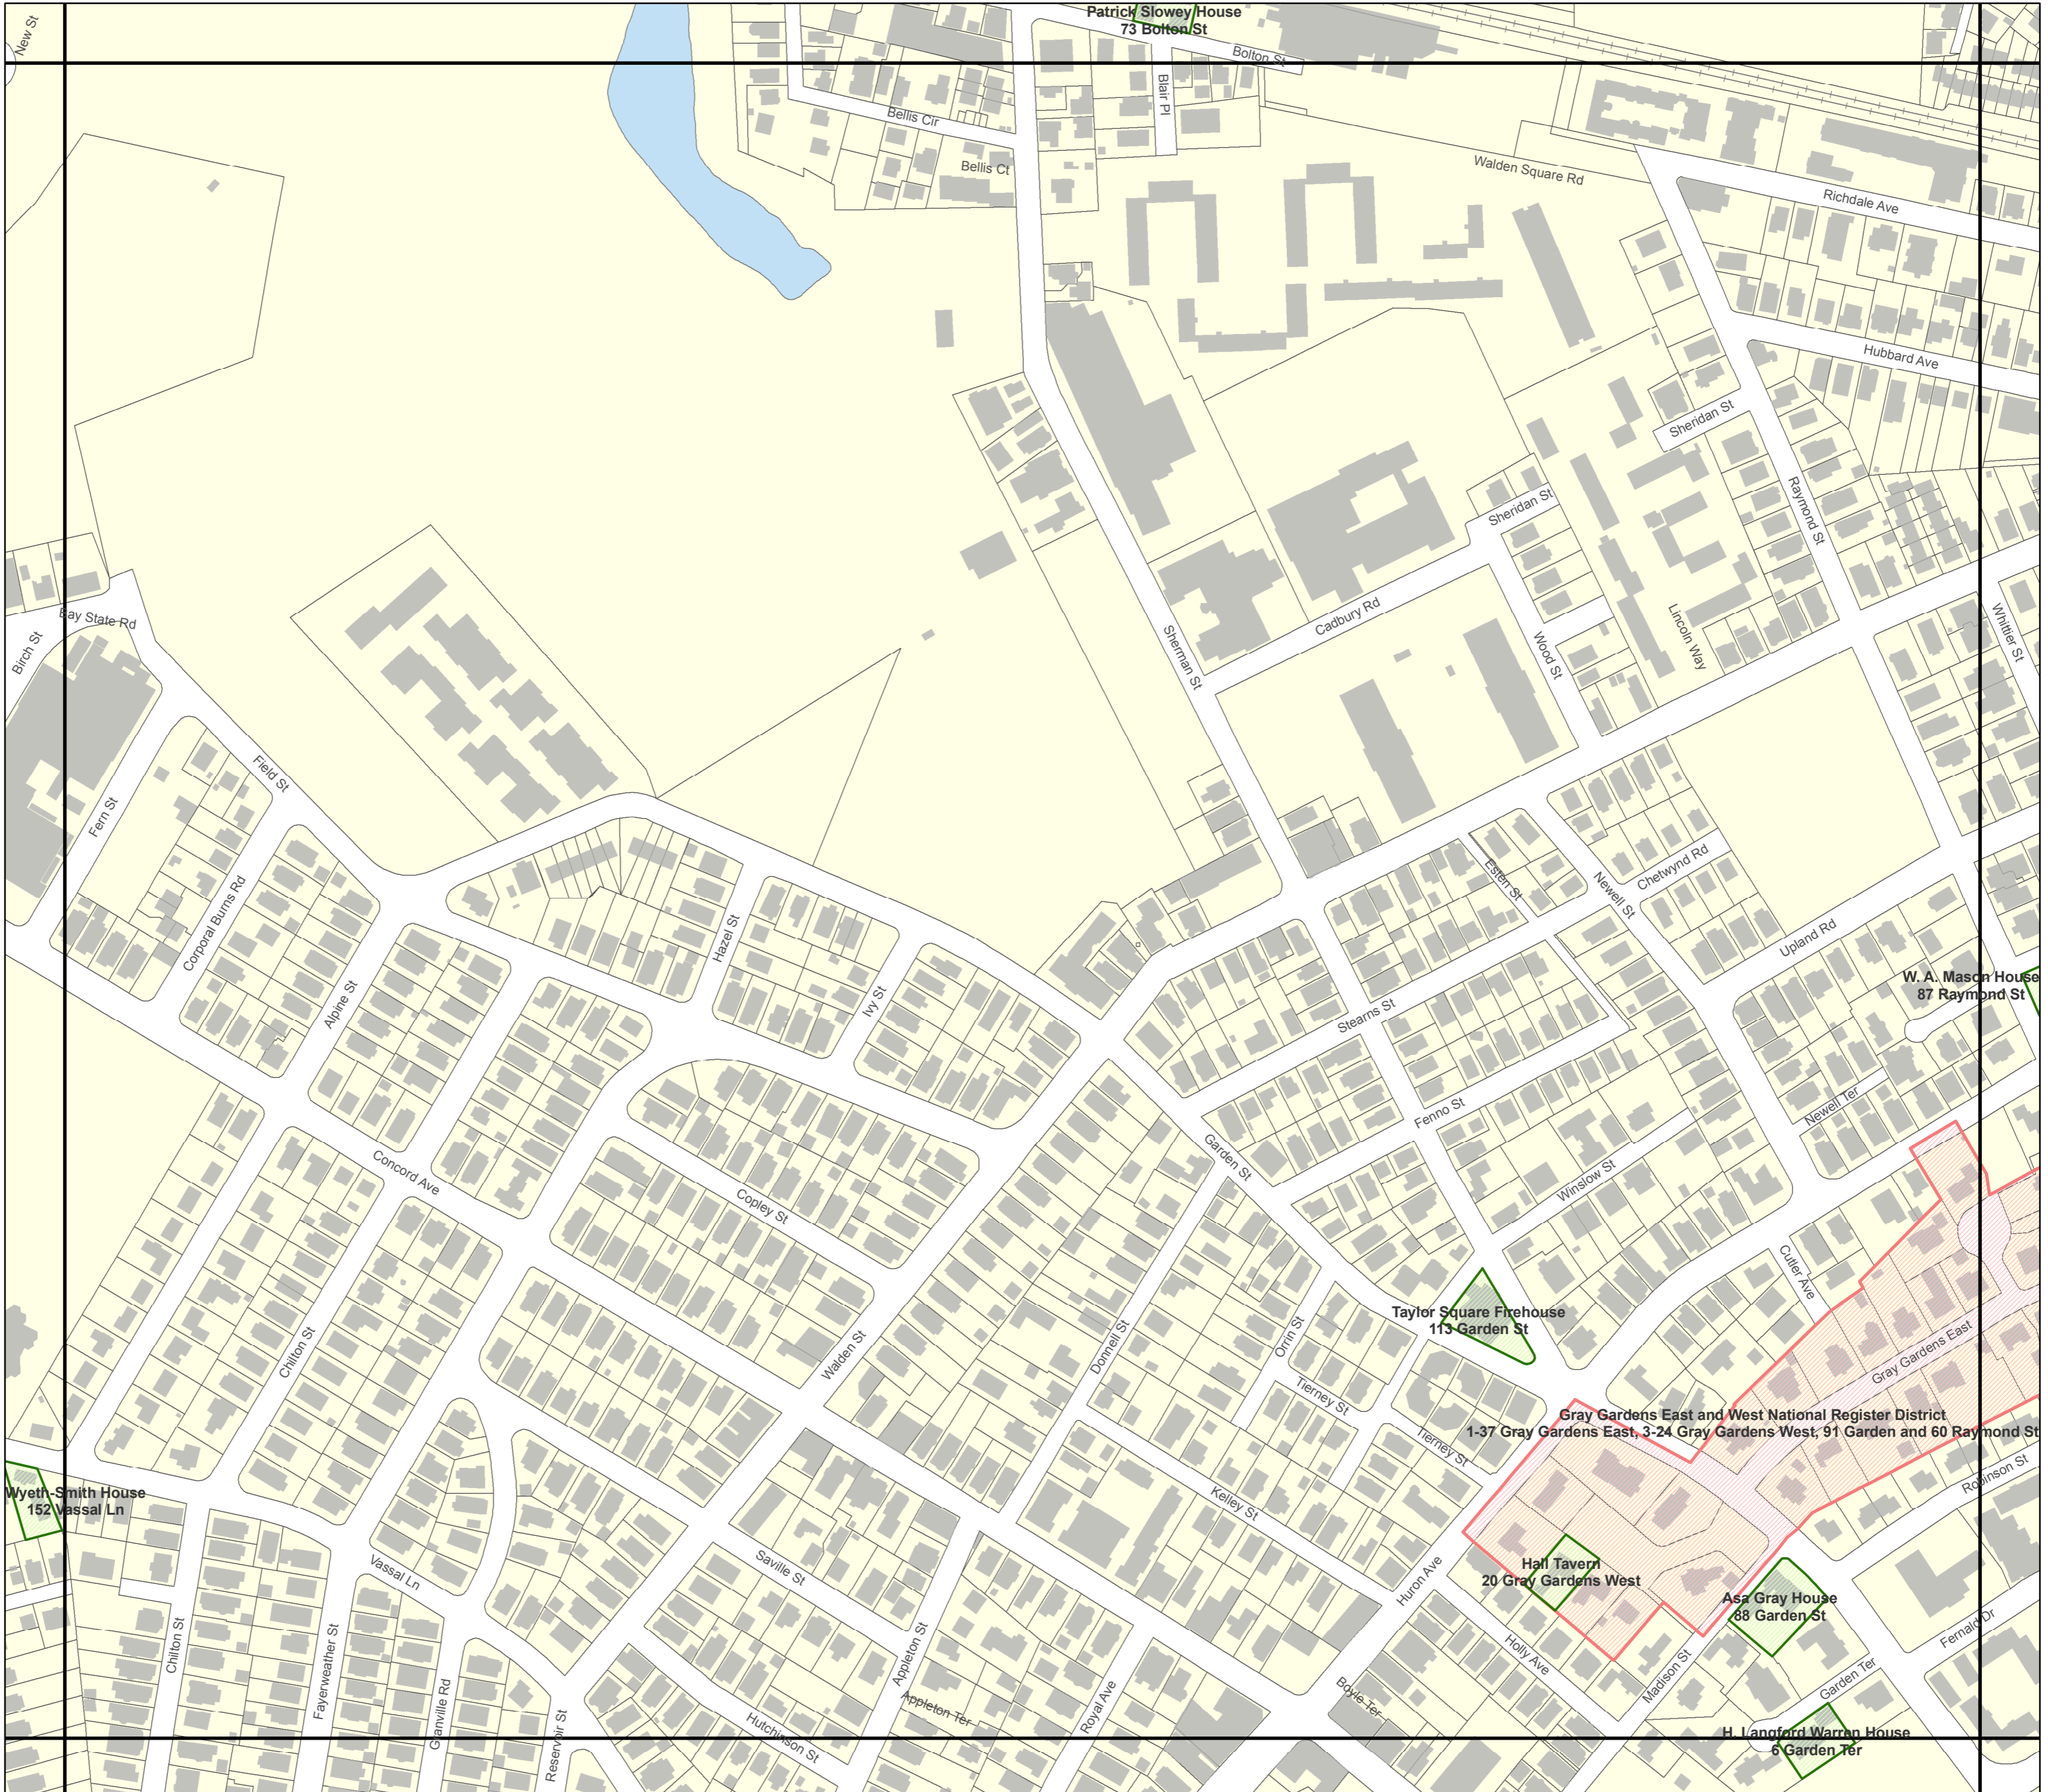 New St
Patrick Slowey House
73 Bolton St
Bolton St
Blair Pl
Bellis Cir
Bellis Ct
Walden Square Rd
Richdale Ave
Hubbard Ave
Sheridan St
Sheridan St
Raymond St
Bay State Rd
Birch St
Sherman St
Cadbury Rd
Wood St
Lincoln Way
Whittier St
Field St
Fern St
Corporal Burns Rd
Hazel St
Esten St
Newell St
Chetwynd Rd
Upland Rd
W. A. Mason House
87 Raymond St
Alpine St
Ivy St
Stearns St
Fenno St
Newell Ter
Garden St
Winslow St
Concord Ave
Copley St
Cutler Ave
Taylor Square Firehouse
113 Garden St
Chilton St
Walden St
Donnell St
Orrin St
Tierney St
Gray Gardens East
Gray Gardens East and West National Register District
1-37 Gray Gardens East, 3-24 Gray Gardens West, 91 Garden and 60 Raymond St
Tierney St
Robinson St
Wyeth-Smith House
152 Vassal Ln
Kelley St
Vassal Ln
Saville St
Huron Ave
Hall Tavern
20 Gray Gardens West
Asa Gray House
88 Garden St
Fernald Dr
Chilton St
Fayerweather St
Granville Rd
Reservoir St
Appleton St
Appleton Ter
Hutchison St
Royal Ave
Boyle Ter
Holly Ave
Madison St
Garden Ter
H. Langford Warren House
6 Garden Ter